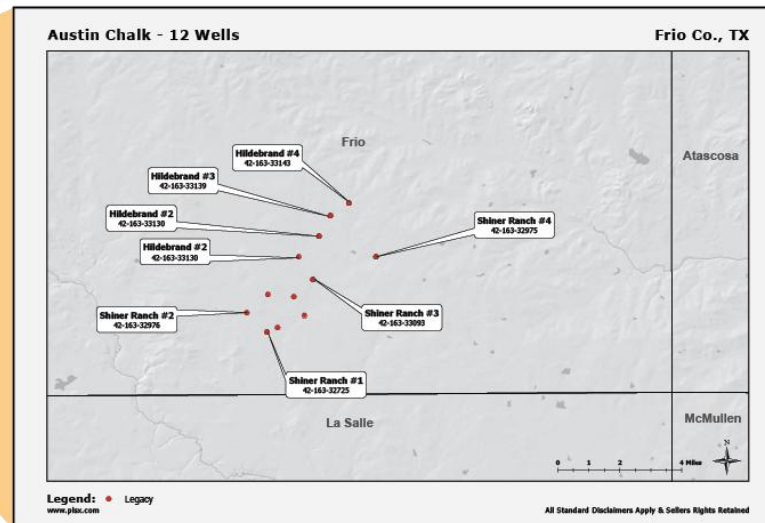 Austin Chalk - 12 Wells
Frio Co., TX
Frio
Atascosa
Hildebrand #4
42-163-33143
Hildebrand #3
42-163-33139
Hildebrand #2
42-163-33130
Shiner Ranch #4
42-163-32975
Hildebrand #2
42-163-33130
Shiner Ranch #2
42-163-32976
Shiner Ranch #3
42-163-33093
Shiner Ranch #1
42-163-32725
La Salle
McMullen
N
0 1 2 4 Miles
Legend: Legacy
www.plsx.com
All Standard Disclaimers Apply & Sellers Rights Retained